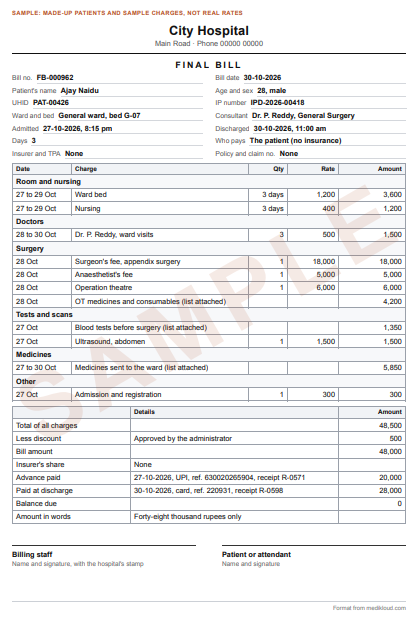 SAMPLE: MADE-UP PATIENTS AND SAMPLE CHARGES, NOT REAL RATES
City Hospital
Main Road · Phone 00000 00000
FINAL BILL
Bill no. FB-000962 Bill date 30-10-2026
Patient's name Ajay Naidu Age and sex 28, male
UHID PAT-00426 IP number IPD-2026-00418
Ward and bed General ward, bed G-07 Consultant Dr. P. Reddy, General Surgery
Admitted 27-10-2026, 8:15 pm Discharged 30-10-2026, 11:00 am
Days 3 Who pays The patient (no insurance)
Insurer and TPA None Policy and claim no. None
Date Charge Qty Rate Amount
Room and nursing
27 to 29 Oct Ward bed 3 days 1,200 3,600
27 to 29 Oct Nursing 3 days 400 1,200
Doctors
28 to 30 Oct Dr. P. Reddy, ward visits 3 500 1,500
Surgery
28 Oct Surgeon's fee, appendix surgery 1 18,000 18,000
28 Oct Anaesthetist's fee 1 5,000 5,000
28 Oct Operation theatre 1 6,000 6,000
28 Oct OT medicines and consumables (list attached) 4,200
Tests and scans
27 Oct Blood tests before surgery (list attached) 1,350
27 Oct Ultrasound, abdomen 1 1,500 1,500
Medicines
27 to 30 Oct Medicines sent to the ward (list attached) 5,850
Other
27 Oct Admission and registration 1 300 300
Details Amount
Total of all charges 48,500
Less discount Approved by the administrator 500
Bill amount 48,000
Insurer's share None
Advance paid 27-10-2026, UPI, ref. 630020265904, receipt R-0571 20,000
Paid at discharge 30-10-2026, card, ref. 220931, receipt R-0598 28,000
Balance due 0
Amount in words Forty-eight thousand rupees only
Billing staff Patient or attendant
Name and signature, with the hospital's stamp Name and signature
Format from medikloud.com
SAMPLE